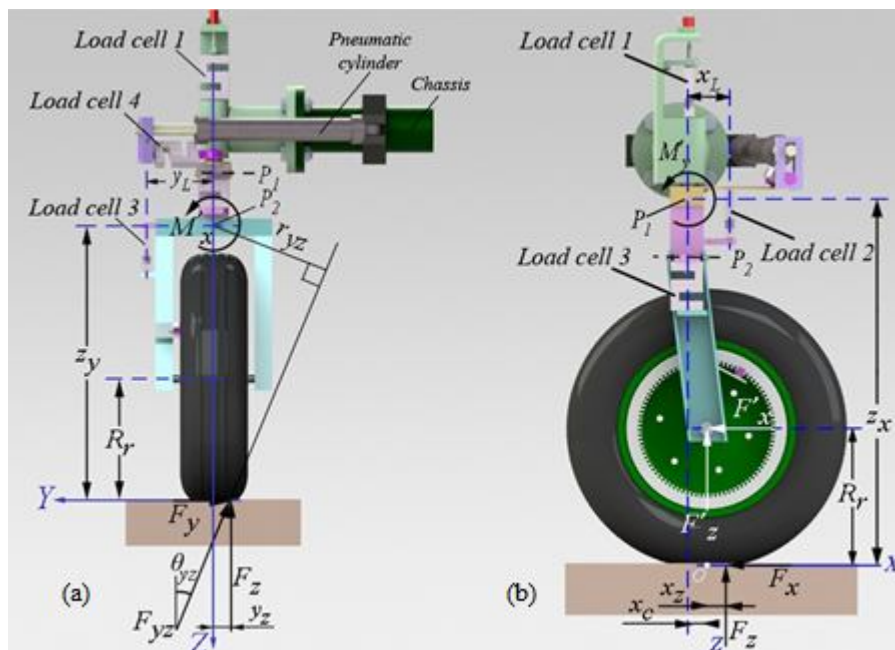 Load cell 1
Pneumatic
cylinder
Chassis
Load cell 4
y_L
P_1
P_2
Load cell 3
M_x
r_yz
z_y
R_r
Y
F_y
θ_yz
F_z
(a)
F_yz
y_z
Z
Load cell 1
x_L
M_y
P_1
Load cell 3
P_2
Load cell 2
F'_x
z_x
F'_z
R_r
O
X
x_z
F_x
(b)
x_c
Z
F_z